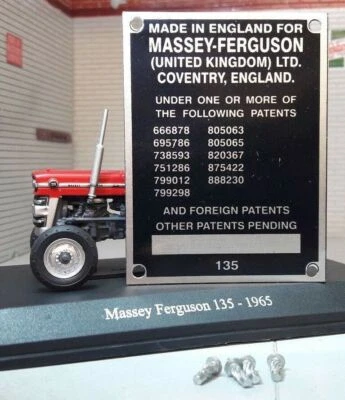 MADE IN ENGLAND FOR
MASSEY-FERGUSON
(UNITED KINGDOM) LTD.
COVENTRY, ENGLAND.
UNDER ONE OR MORE OF
THE FOLLOWING PATENTS
666878 805063
695786 805065
738593 820367
751286 875422
799012 888230
799298
AND FOREIGN PATENTS
OTHER PATENTS PENDING
135
Massey Ferguson 135 - 1965